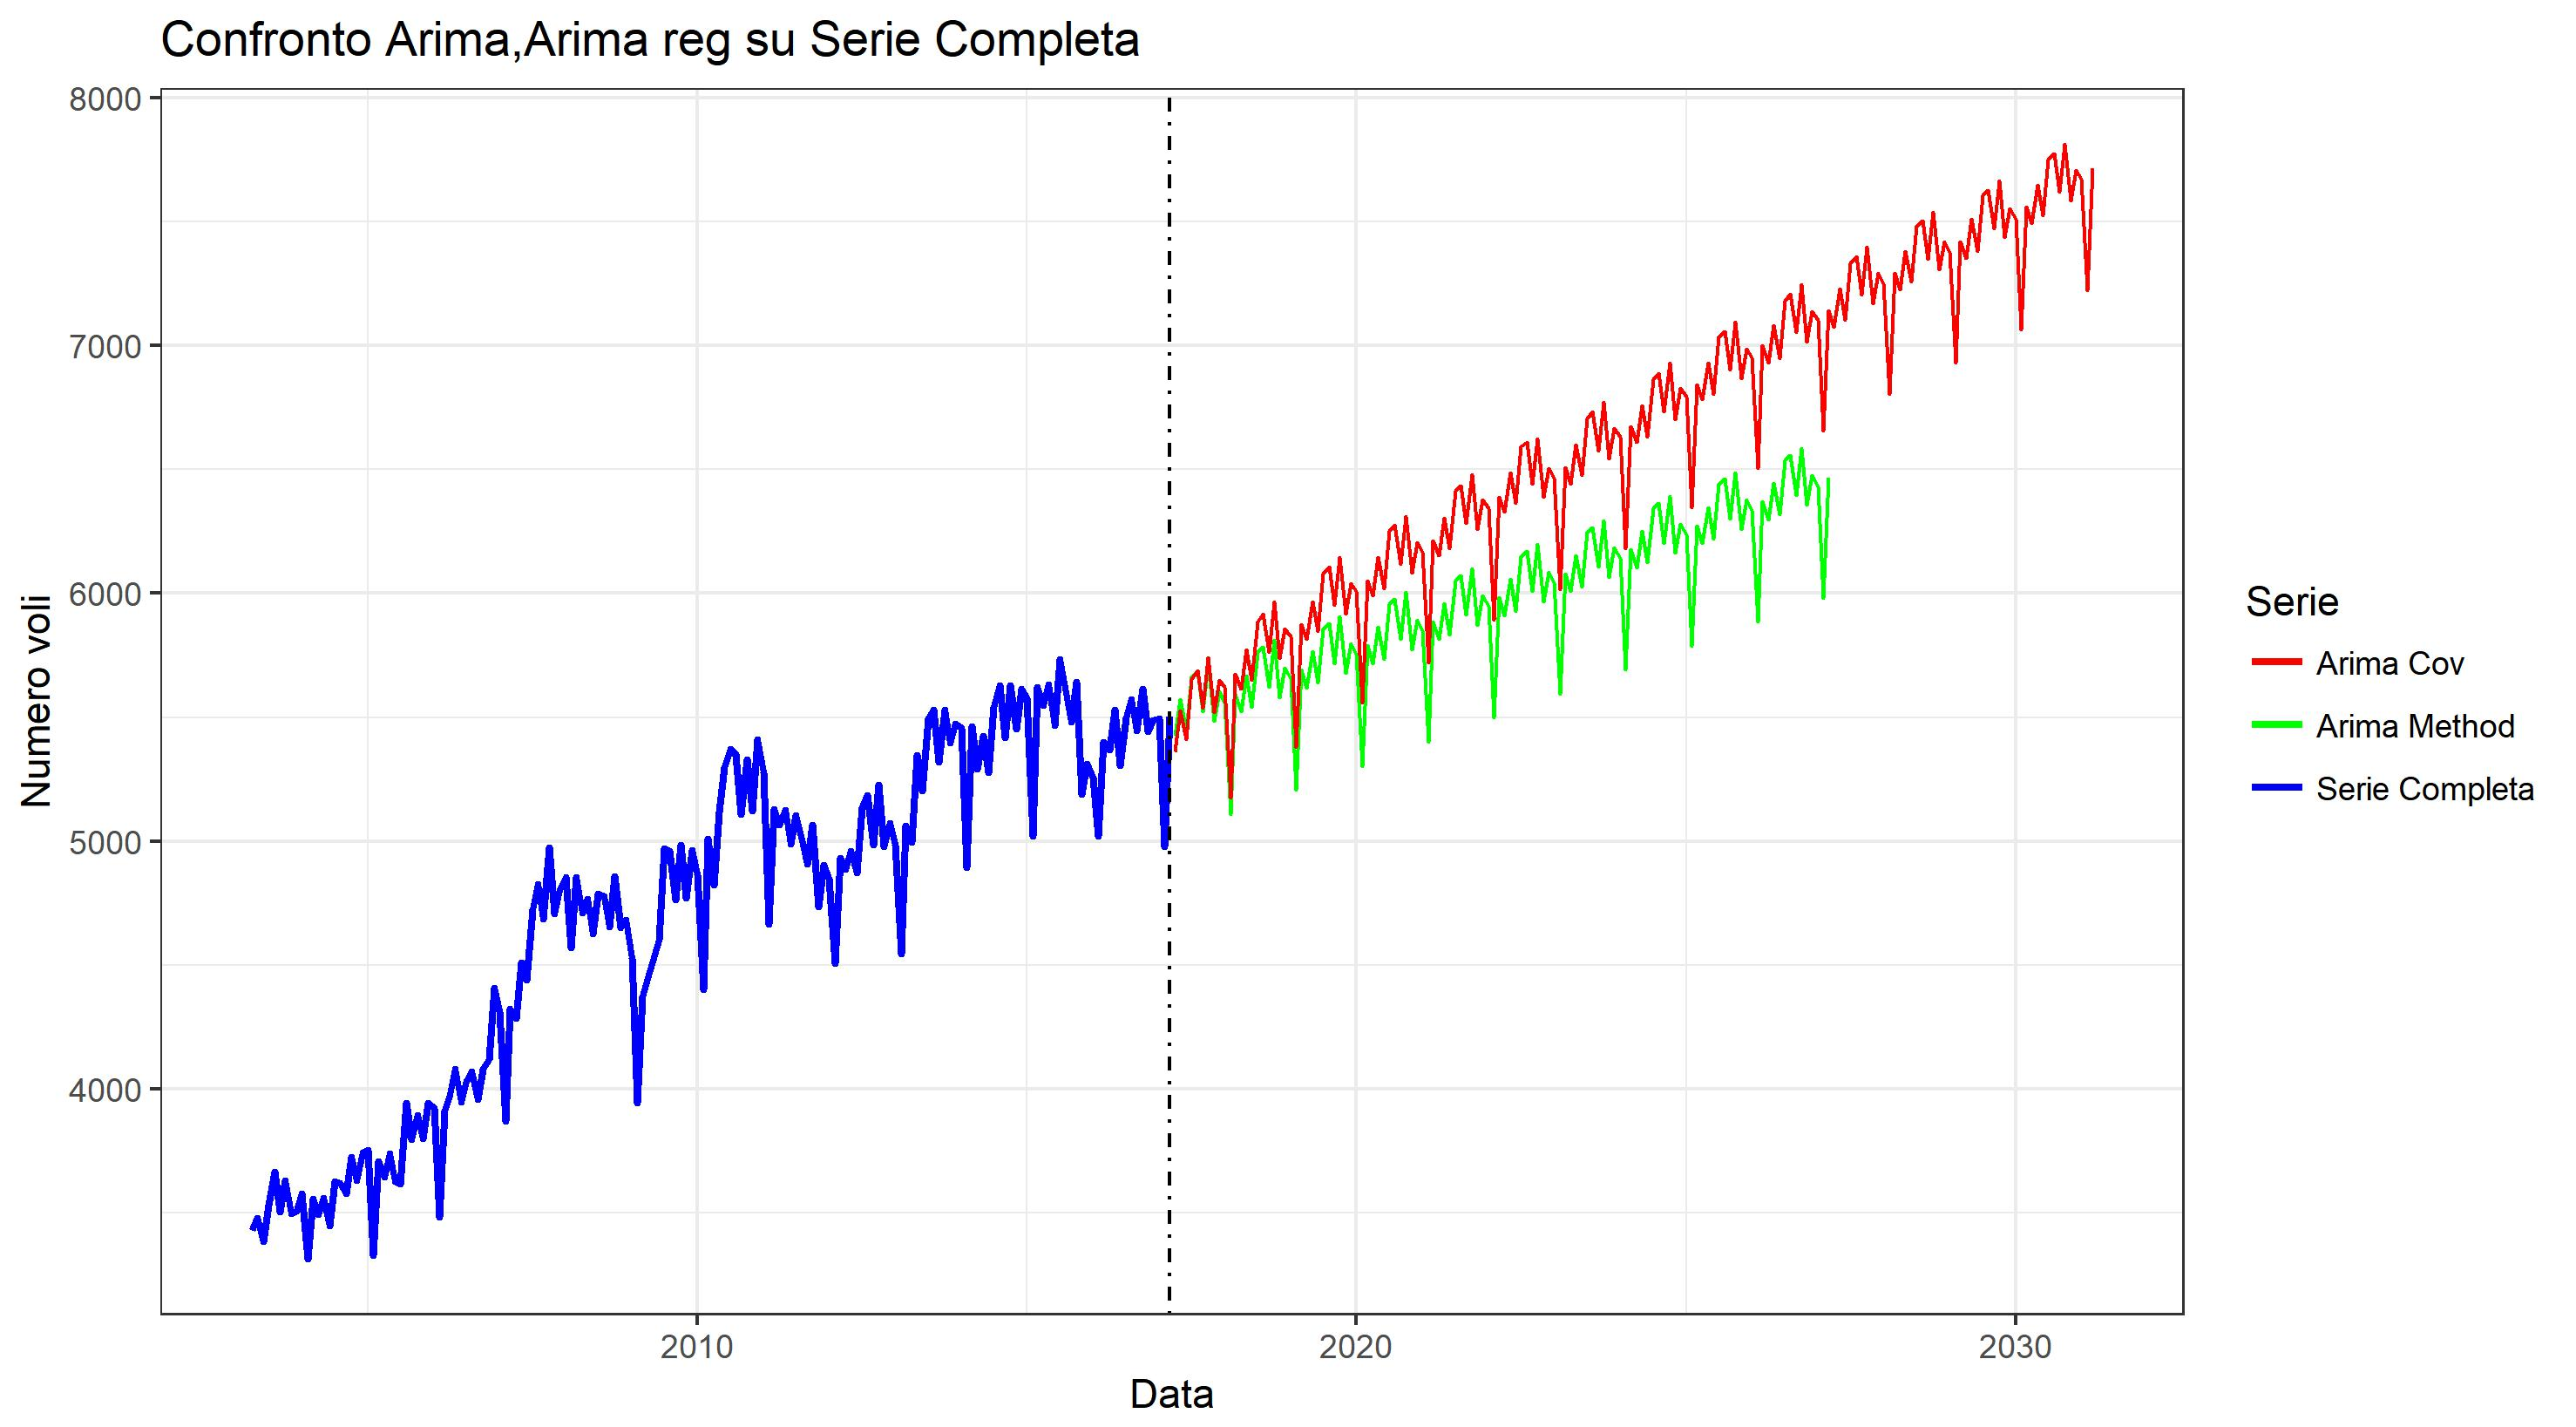 Confronto Arima,Arima reg su Serie Completa
8000
7000
6000
5000
4000
Numero voli
2010
2020
2030
Data
Serie
Arima Cov
Arima Method
Serie Completa